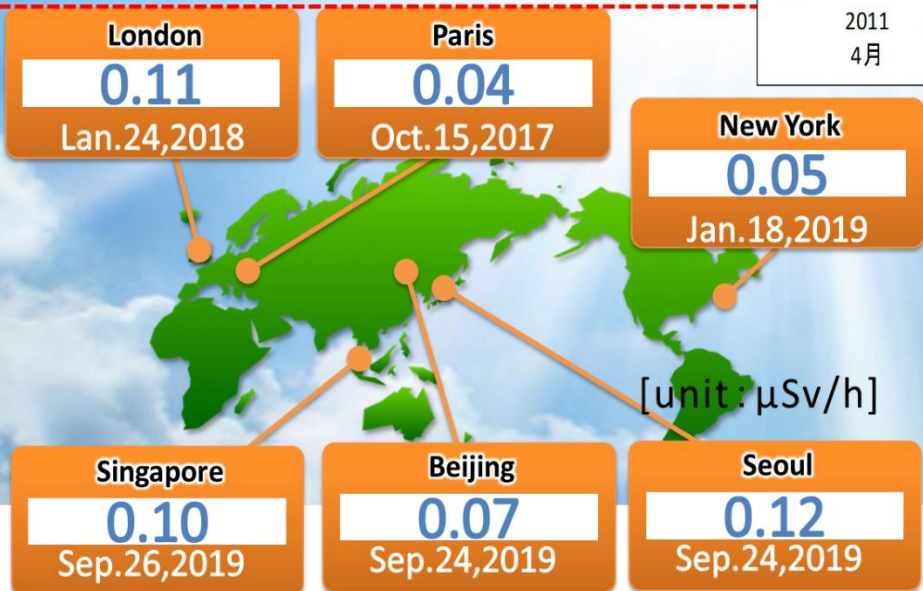 2011
4月
London
0.11
Lan.24,2018
Paris
0.04
Oct.15,2017
New York
0.05
Jan.18,2019
[unit:μSv/h]
Singapore
0.10
Sep.26,2019
Beijing
0.07
Sep.24,2019
Seoul
0.12
Sep.24,2019